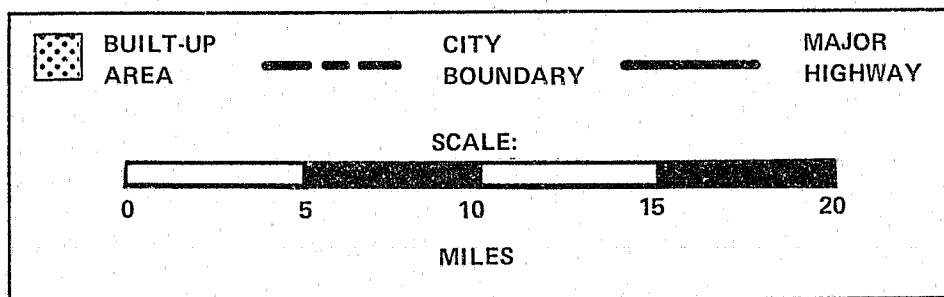 BUILT-UP
AREA
CITY
BOUNDARY
MAJOR
HIGHWAY
SCALE:
0 5 10 15 20
MILES